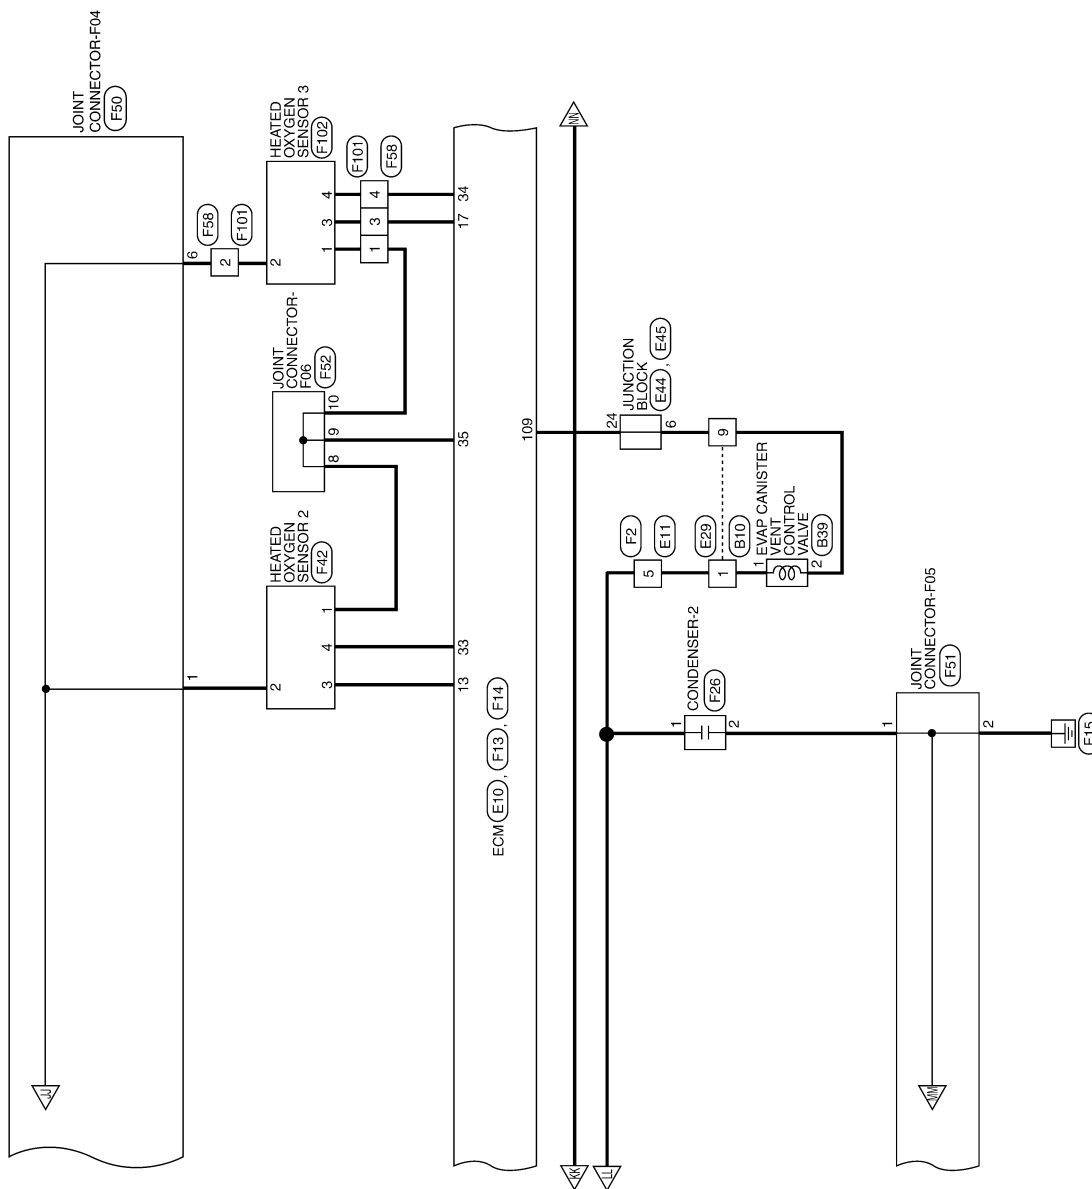 JOINT
CONNECTOR-F04
F50
6
F58
2
F101
2
1
2
HEATED
OXYGEN
SENSOR 3
F102
4
3
1
F101
4
3
1
F58
34
17
JOINT
CONNECTOR-
F06
F52
10
9
8
35
HEATED
OXYGEN
SENSOR 2
F42
1
4
3
33
13
ECM E10 , F13 , F14
109
NN
JJ
KK
LL
24
JUNCTION
BLOCK
E44 , E45
6
9
F2
5
E11
E29
1
B10
1
EVAP CANISTER
VENT
CONTROL
VALVE
B39
2
1
CONDENSER-2
F26
2
JOINT
CONNECTOR-F05
F51
1
2
MM